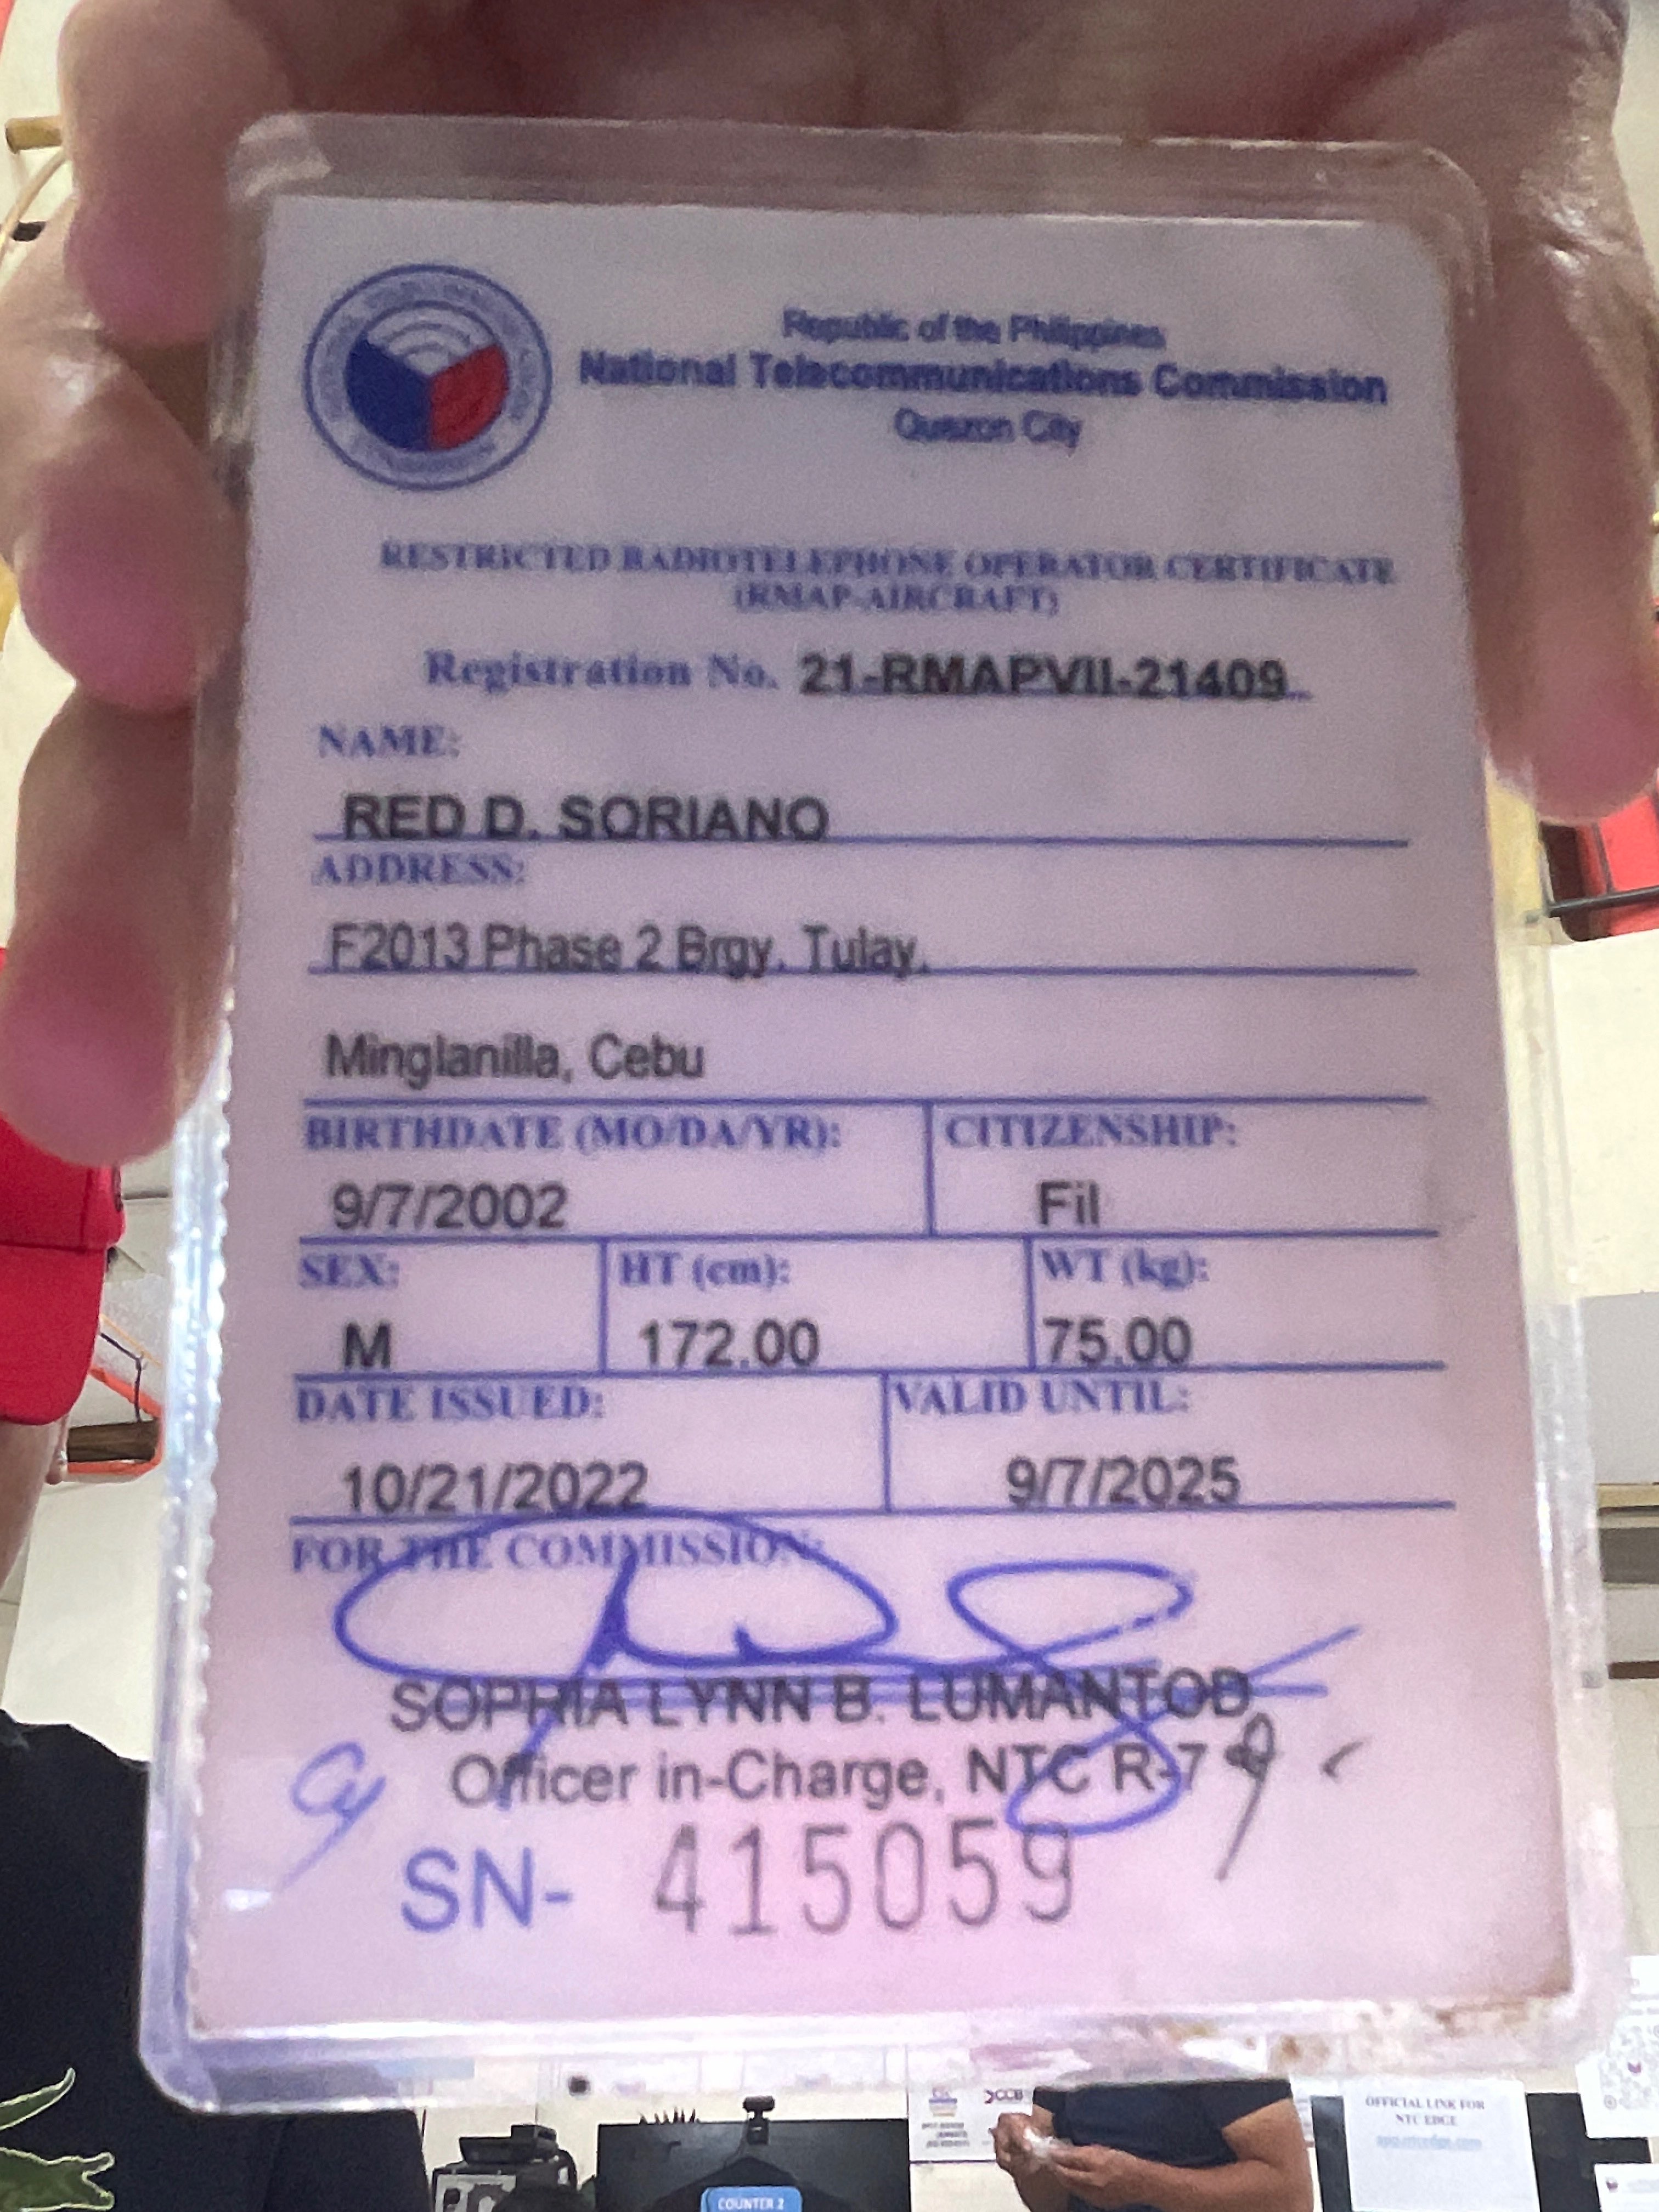 Republic of the Philippines
National Telecommunications Commission
Quezon City
RESTRICTED RADIOTELEPHONE OPERATOR CERTIFICATE
(RMAP-AIRCRAFT)
Registration No. 21-RMAPVII-21409
NAME:
RED D. SORIANO
ADDRESS:
F2013 Phase 2 Brgy. Tulay,
Minglanilla, Cebu
BIRTHDATE (MO/DA/YR): CITIZENSHIP:
9/7/2002 Fil
SEX: HT (cm): WT (kg):
M 172.00 75.00
DATE ISSUED: VALID UNTIL:
10/21/2022 9/7/2025
FOR THE COMMISSION:
SOPHIA LYNN B. LUMANTOD
Officer in-Charge, NTC R-7
SN- 415059
CCB
OFFICIAL LINK FOR
NTC EDGE
COUNTER 2